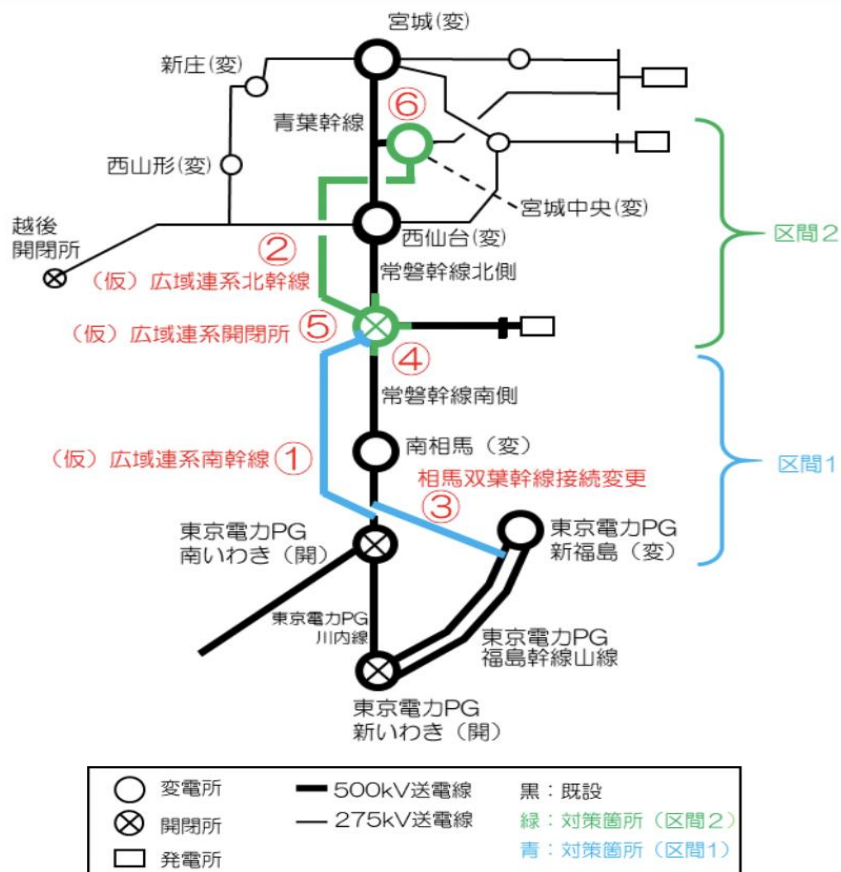 宮城(変)
新庄(変)
⑥
青葉幹線
西山形(変)
宮城中央(変)
越後
開閉所
西仙台(変)
区間2
②
常磐幹線北側
（仮）広域連系北幹線
（仮）広域連系開閉所
⑤
④
常磐幹線南側
南相馬（変）
（仮）広域連系南幹線
①
区間1
相馬双葉幹線接続変更
③
東京電力PG
南いわき（開）
東京電力PG
新福島（変）
東京電力PG
川内線
東京電力PG
福島幹線山線
東京電力PG
新いわき（開）
変電所
500kV送電線
黒：既設
開閉所
275kV送電線
緑：対策箇所（区間2）
発電所
青：対策箇所（区間1）